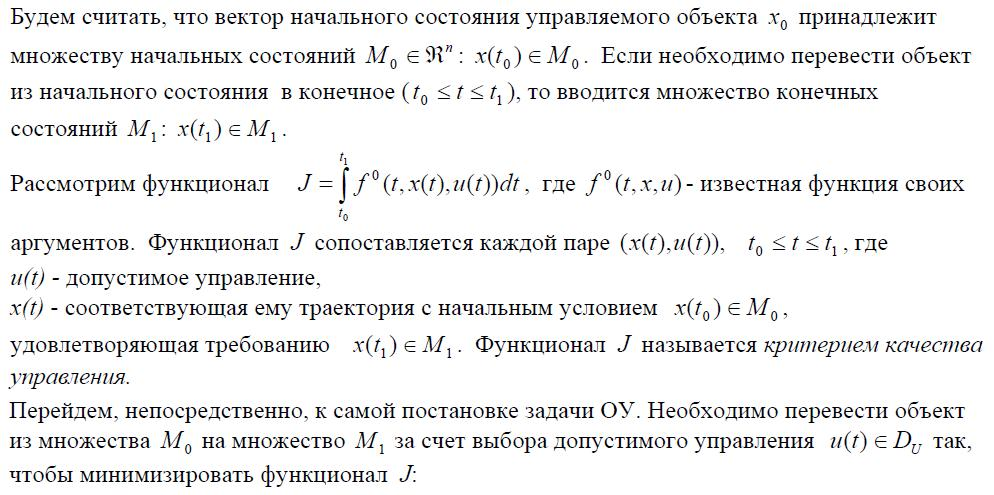 Будем считать, что вектор начального состояния управляемого объекта x₀ принадлежит
множеству начальных состояний M₀ ∈ ℜⁿ : x(t₀) ∈ M₀. Если необходимо перевести объект
из начального состояния в конечное (t₀ ≤ t ≤ t₁), то вводится множество конечных
состояний M₁ : x(t₁) ∈ M₁.
Рассмотрим функционал J = ∫_{t₀}^{t₁} f⁰(t, x(t), u(t))dt, где f⁰(t, x, u) - известная функция своих
аргументов. Функционал J сопоставляется каждой паре (x(t), u(t)), t₀ ≤ t ≤ t₁, где
u(t) - допустимое управление,
x(t) - соответствующая ему траектория с начальным условием x(t₀) ∈ M₀,
удовлетворяющая требованию x(t₁) ∈ M₁. Функционал J называется критерием качества
управления.
Перейдем, непосредственно, к самой постановке задачи ОУ. Необходимо перевести объект
из множества M₀ на множество M₁ за счет выбора допустимого управления u(t) ∈ D_U так,
чтобы минимизировать функционал J: